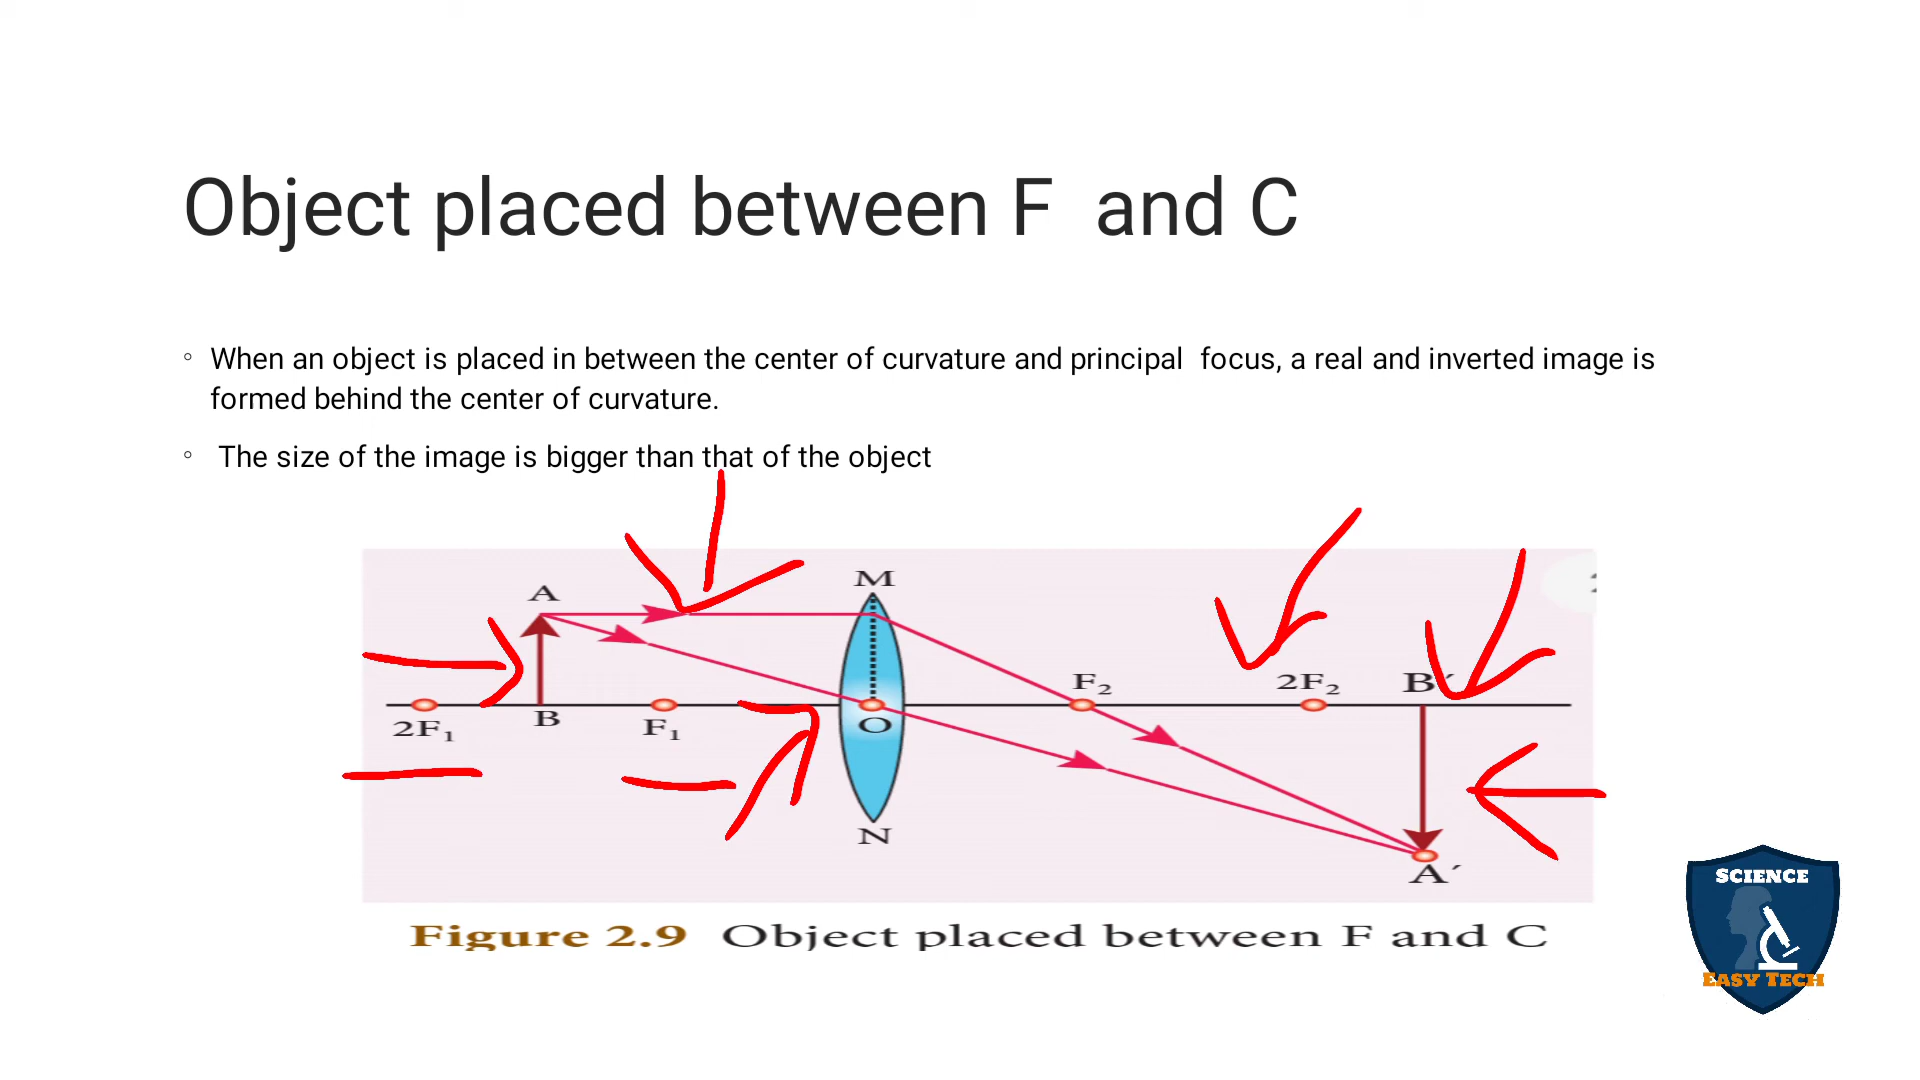 Object placed between F and C
◦ When an object is placed in between the center of curvature and principal focus, a real and inverted image is
formed behind the center of curvature.
◦ The size of the image is bigger than that of the object
M
A
F₂
2F₂
B´
2F₁
B
F₁
O
N
A´
Figure 2.9 Object placed between F and C
SCIENCE
EASY TECH